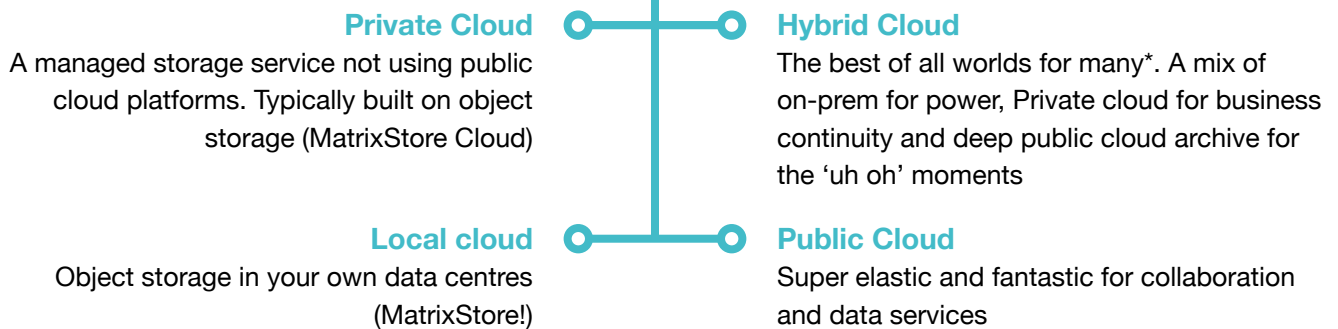 Private Cloud
A managed storage service not using public
cloud platforms. Typically built on object
storage (MatrixStore Cloud)
Hybrid Cloud
The best of all worlds for many*. A mix of
on-prem for power, Private cloud for business
continuity and deep public cloud archive for
the ‘uh oh’ moments
Local cloud
Object storage in your own data centres
(MatrixStore!)
Public Cloud
Super elastic and fantastic for collaboration
and data services